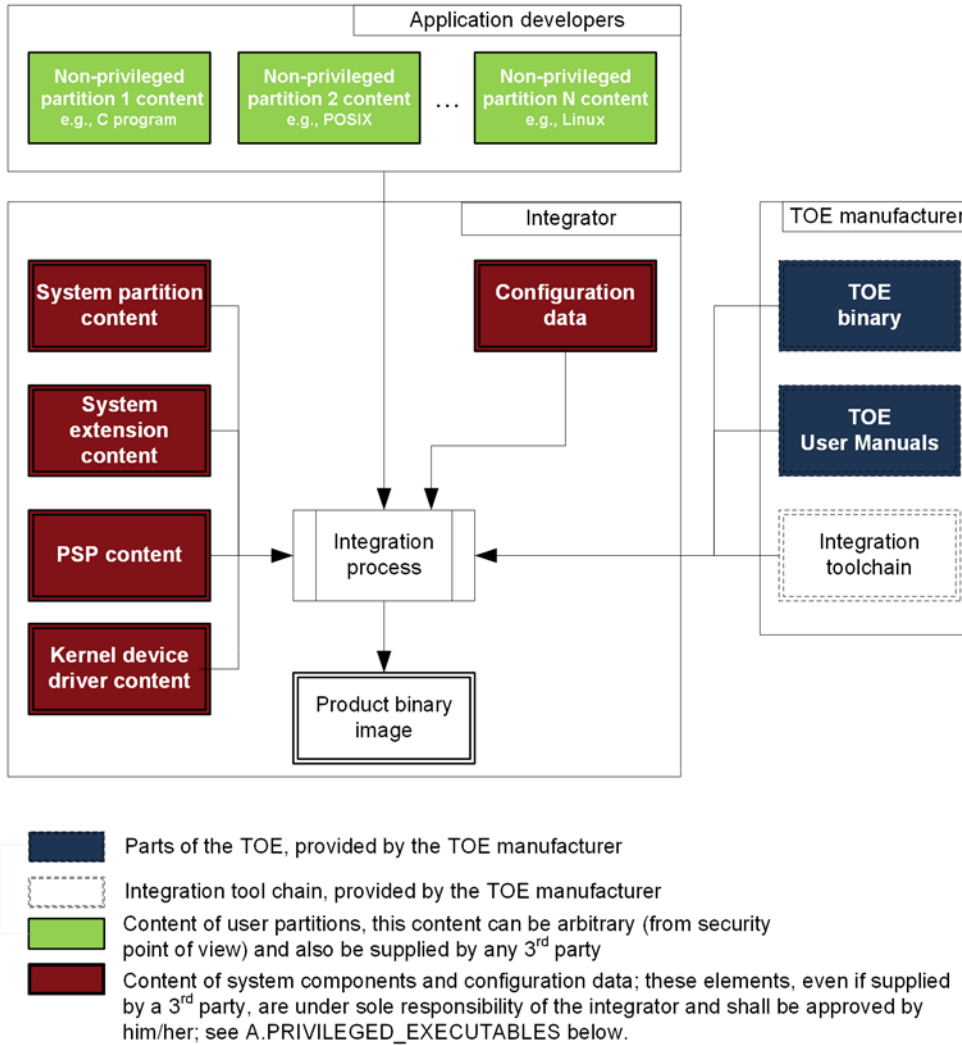 Application developers
Non-privileged
partition 1 content
e.g., C program
Non-privileged
partition 2 content
e.g., POSIX
...
Non-privileged
partition N content
e.g., Linux
Integrator
TOE manufacturer
System partition
content
Configuration
data
TOE
binary
System
extension
content
TOE
User Manuals
PSP content
Integration
process
Integration
toolchain
Kernel device
driver content
Product binary
image
Parts of the TOE, provided by the TOE manufacturer
Integration tool chain, provided by the TOE manufacturer
Content of user partitions, this content can be arbitrary (from security
point of view) and also be supplied by any 3rd party
Content of system components and configuration data; these elements, even if supplied
by a 3rd party, are under sole responsibility of the integrator and shall be approved by
him/her; see A.PRIVILEGED_EXECUTABLES below.